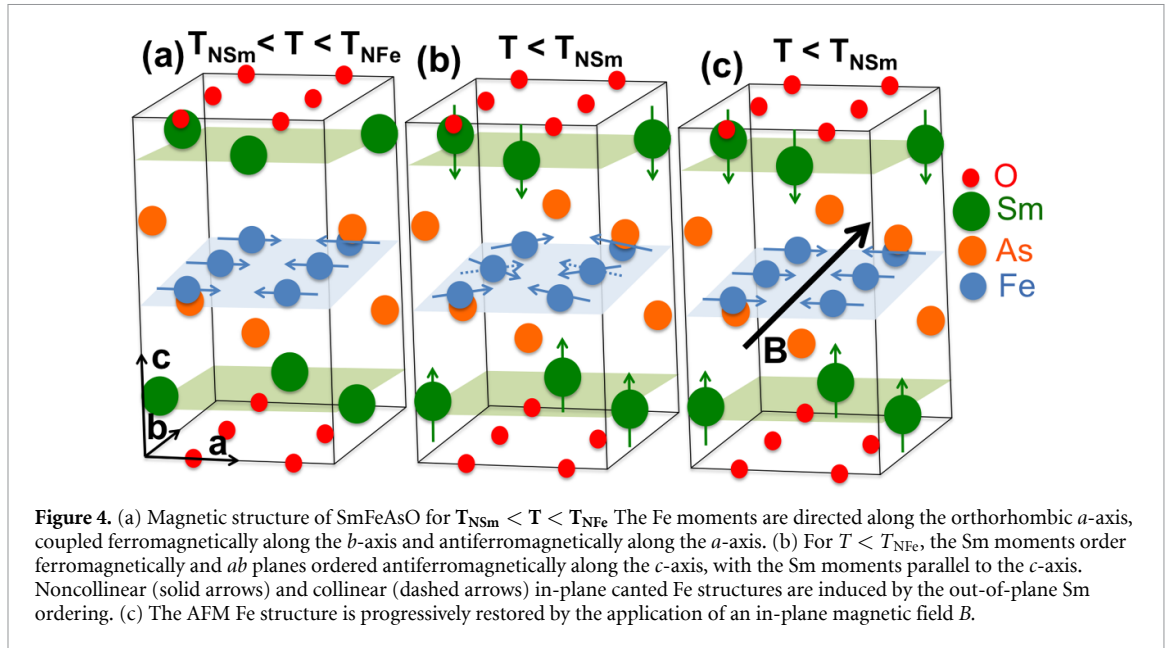 (a) T_NSm < T < T_NFe (b) T < T_NSm (c) T < T_NSm
O
Sm
As
Fe
B
c
b
a
Figure 4. (a) Magnetic structure of SmFeAsO for T_NSm < T < T_NFe The Fe moments are directed along the orthorhombic a-axis,
coupled ferromagnetically along the b-axis and antiferromagnetically along the a-axis. (b) For T < T_NFe, the Sm moments order
ferromagnetically and ab planes ordered antiferromagnetically along the c-axis, with the Sm moments parallel to the c-axis.
Noncollinear (solid arrows) and collinear (dashed arrows) in-plane canted Fe structures are induced by the out-of-plane Sm
ordering. (c) The AFM Fe structure is progressively restored by the application of an in-plane magnetic field B.